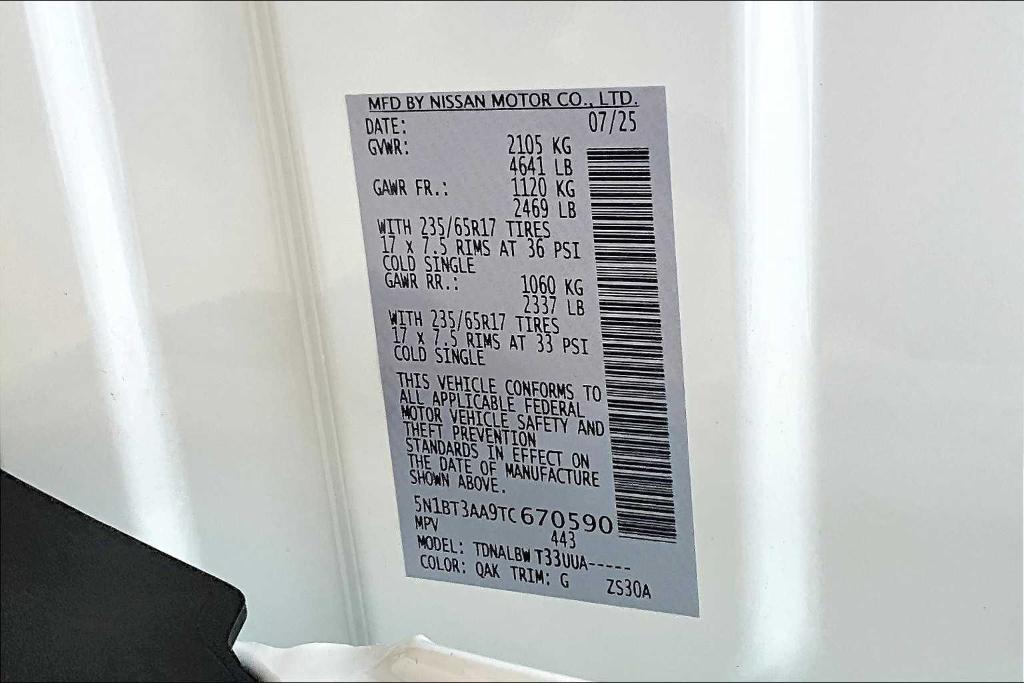 MFD BY NISSAN MOTOR CO., LTD.
DATE: 07/25
GVWR: 2105 KG
4641 LB
GAWR FR.: 1120 KG
2469 LB
WITH 235/65R17 TIRES
17 x 7.5 RIMS AT 36 PSI
COLD SINGLE
GAWR RR.: 1060 KG
2337 LB
WITH 235/65R17 TIRES
17 x 7.5 RIMS AT 33 PSI
COLD SINGLE
THIS VEHICLE CONFORMS TO
ALL APPLICABLE FEDERAL
MOTOR VEHICLE SAFETY AND
THEFT PREVENTION
STANDARDS IN EFFECT ON
THE DATE OF MANUFACTURE
SHOWN ABOVE.
5N1BT3AA9TC670590
MPV 443
MODEL: TDNALBW T33UUA-----
COLOR: QAK TRIM: G ZS30A